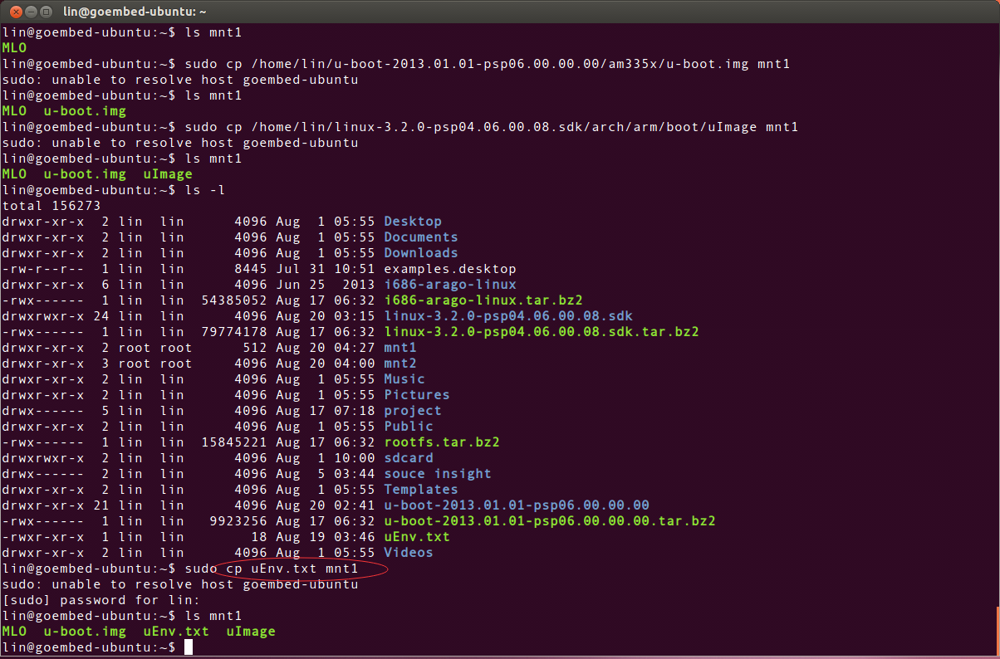 lin@goembed-ubuntu: ~
lin@goembed-ubuntu:~$ ls mnt1
MLO
lin@goembed-ubuntu:~$ sudo cp /home/lin/u-boot-2013.01.01-psp06.00.00.00/am335x/u-boot.img mnt1
sudo: unable to resolve host goembed-ubuntu
lin@goembed-ubuntu:~$ ls mnt1
MLO  u-boot.img
lin@goembed-ubuntu:~$ sudo cp /home/lin/linux-3.2.0-psp04.06.00.08.sdk/arch/arm/boot/uImage mnt1
sudo: unable to resolve host goembed-ubuntu
lin@goembed-ubuntu:~$ ls mnt1
MLO  u-boot.img  uImage
lin@goembed-ubuntu:~$ ls -l
total 156273
drwxr-xr-x  2 lin  lin      4096 Aug  1 05:55 Desktop
drwxr-xr-x  2 lin  lin      4096 Aug  1 05:55 Documents
drwxr-xr-x  2 lin  lin      4096 Aug  1 05:55 Downloads
-rw-r--r--  1 lin  lin      8445 Jul 31 10:51 examples.desktop
drwxr-xr-x  6 lin  lin      4096 Jun 25  2013 i686-arago-linux
-rwx------  1 lin  lin  54385052 Aug 17 06:32 i686-arago-linux.tar.bz2
drwxrwxr-x 24 lin  lin      4096 Aug 20 03:15 linux-3.2.0-psp04.06.00.08.sdk
-rwx------  1 lin  lin  79774178 Aug 17 06:32 linux-3.2.0-psp04.06.00.08.sdk.tar.bz2
drwxr-xr-x  2 root root      512 Aug 20 04:27 mnt1
drwxr-xr-x  3 root root     4096 Aug 20 04:00 mnt2
drwxr-xr-x  2 lin  lin      4096 Aug  1 05:55 Music
drwxr-xr-x  2 lin  lin      4096 Aug  1 05:55 Pictures
drwx------  5 lin  lin      4096 Aug 17 07:18 project
drwxr-xr-x  2 lin  lin      4096 Aug  1 05:55 Public
-rwx------  1 lin  lin  15845221 Aug 17 06:32 rootfs.tar.bz2
drwxrwxr-x  2 lin  lin      4096 Aug  1 10:00 sdcard
drwx------  2 lin  lin      4096 Aug  5 03:44 souce insight
drwxr-xr-x  2 lin  lin      4096 Aug  1 05:55 Templates
drwxr-xr-x 21 lin  lin      4096 Aug 20 02:41 u-boot-2013.01.01-psp06.00.00.00
-rwx------  1 lin  lin   9923256 Aug 17 06:32 u-boot-2013.01.01-psp06.00.00.00.tar.bz2
-rwxr-xr-x  1 lin  lin        18 Aug 19 03:46 uEnv.txt
drwxr-xr-x  2 lin  lin      4096 Aug  1 05:55 Videos
lin@goembed-ubuntu:~$ sudo cp uEnv.txt mnt1
sudo: unable to resolve host goembed-ubuntu
[sudo] password for lin:
lin@goembed-ubuntu:~$ ls mnt1
MLO  u-boot.img  uEnv.txt  uImage
lin@goembed-ubuntu:~$